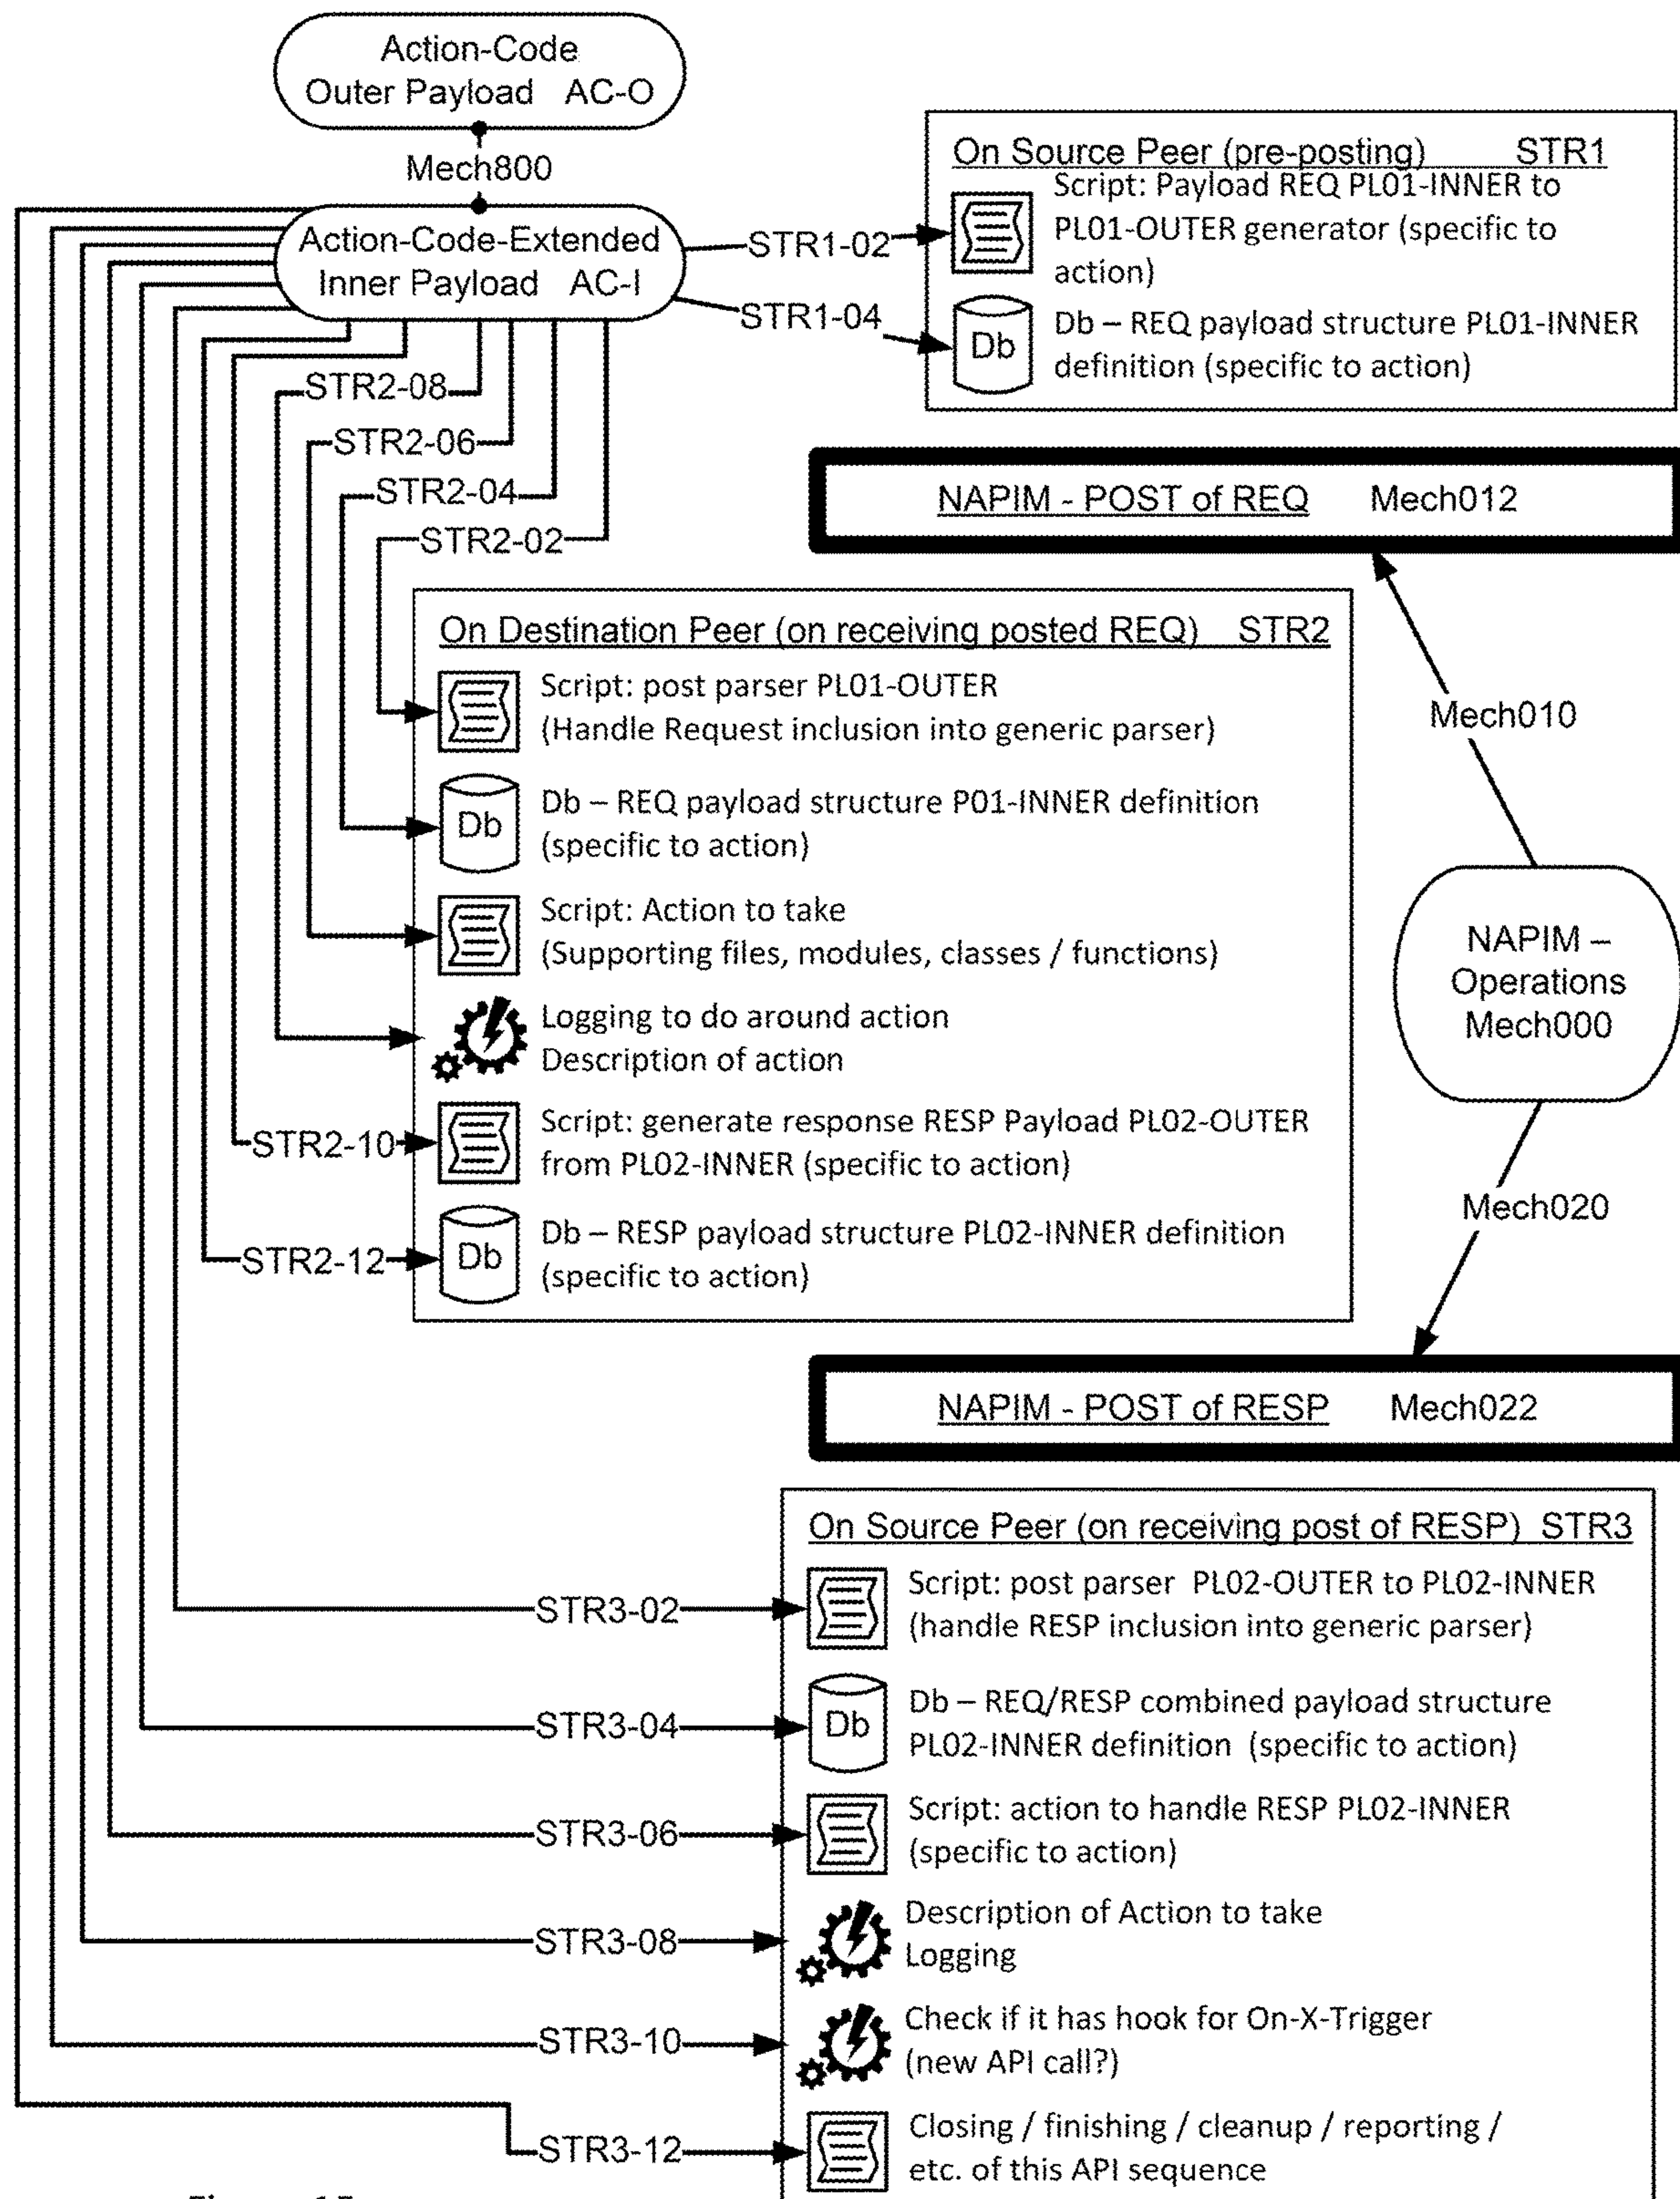 Action-Code
Outer Payload AC-O
Mech800
Action-Code-Extended
Inner Payload AC-I
STR1-02
STR1-04
On Source Peer (pre-posting) STR1
Script: Payload REQ PL01-INNER to
PL01-OUTER generator (specific to
action)
Db
Db – REQ payload structure PL01-INNER
definition (specific to action)
STR2-08
STR2-06
STR2-04
STR2-02
NAPIM - POST of REQ Mech012
On Destination Peer (on receiving posted REQ) STR2
Script: post parser PL01-OUTER
(Handle Request inclusion into generic parser)
Db
Db – REQ payload structure P01-INNER definition
(specific to action)
Script: Action to take
(Supporting files, modules, classes / functions)
Logging to do around action
Description of action
STR2-10
Script: generate response RESP Payload PL02-OUTER
from PL02-INNER (specific to action)
STR2-12
Db
Db – RESP payload structure PL02-INNER definition
(specific to action)
Mech010
NAPIM –
Operations
Mech000
Mech020
NAPIM - POST of RESP Mech022
On Source Peer (on receiving post of RESP) STR3
STR3-02
Script: post parser PL02-OUTER to PL02-INNER
(handle RESP inclusion into generic parser)
STR3-04
Db
Db – REQ/RESP combined payload structure
PL02-INNER definition (specific to action)
STR3-06
Script: action to handle RESP PL02-INNER
(specific to action)
STR3-08
Description of Action to take
Logging
STR3-10
Check if it has hook for On-X-Trigger
(new API call?)
STR3-12
Closing / finishing / cleanup / reporting /
etc. of this API sequence